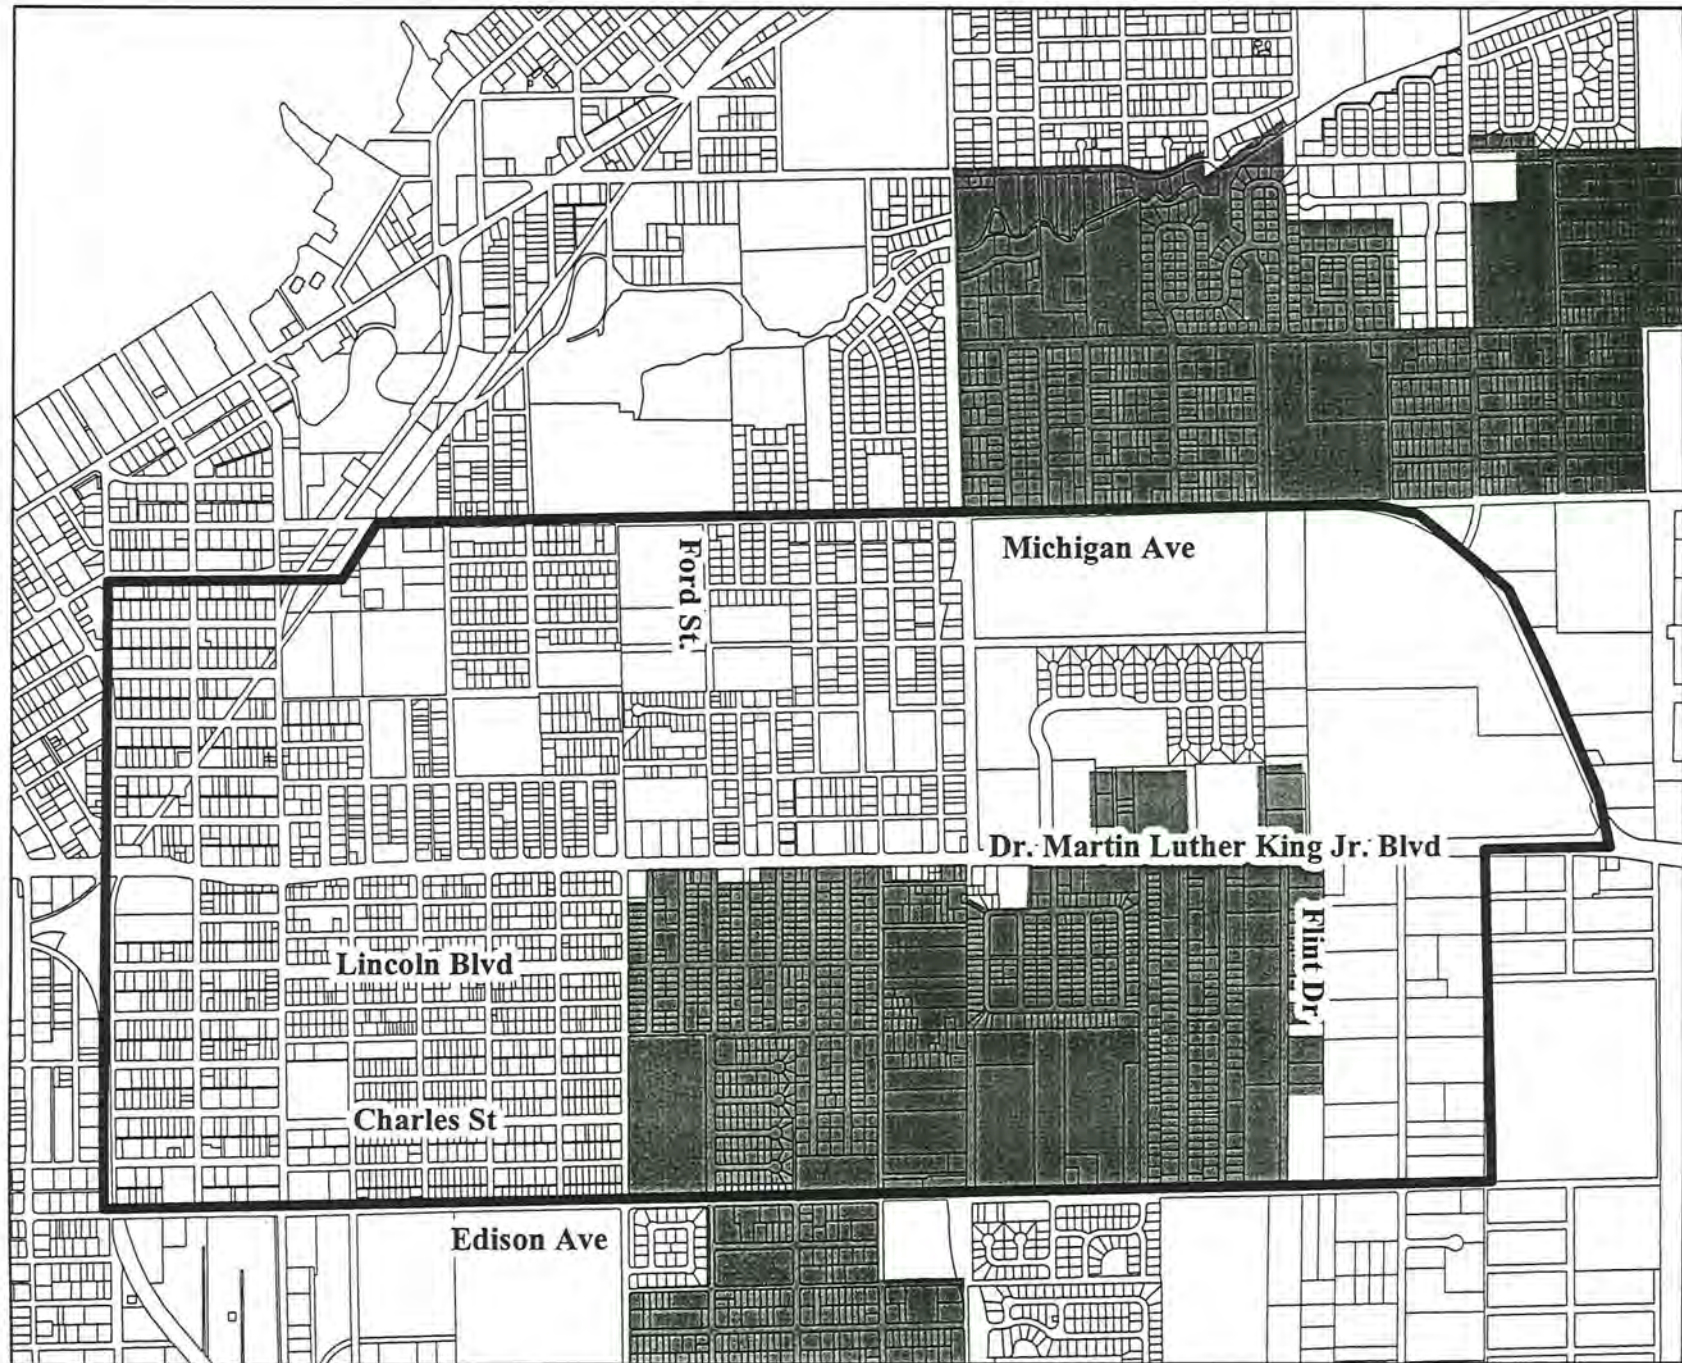 Michigan Ave
Ford St.
Dr. Martin Luther King Jr. Blvd
Flint Dr
Lincoln Blvd
Charles St
Edison Ave